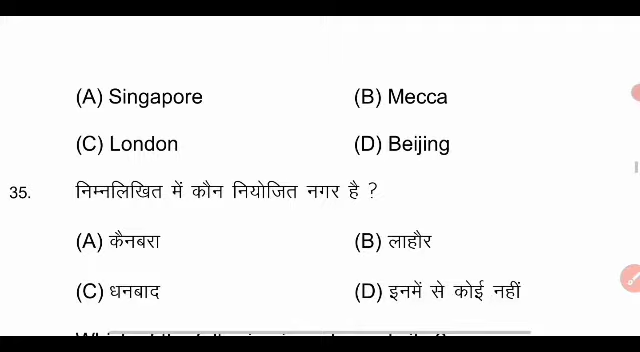 (A) Singapore (B) Mecca
(C) London (D) Beijing
35. निम्नलिखित में कौन नियोजित नगर है ?
(A) कैनबरा (B) लाहौर
(C) धनबाद (D) इनमें से कोई नहीं